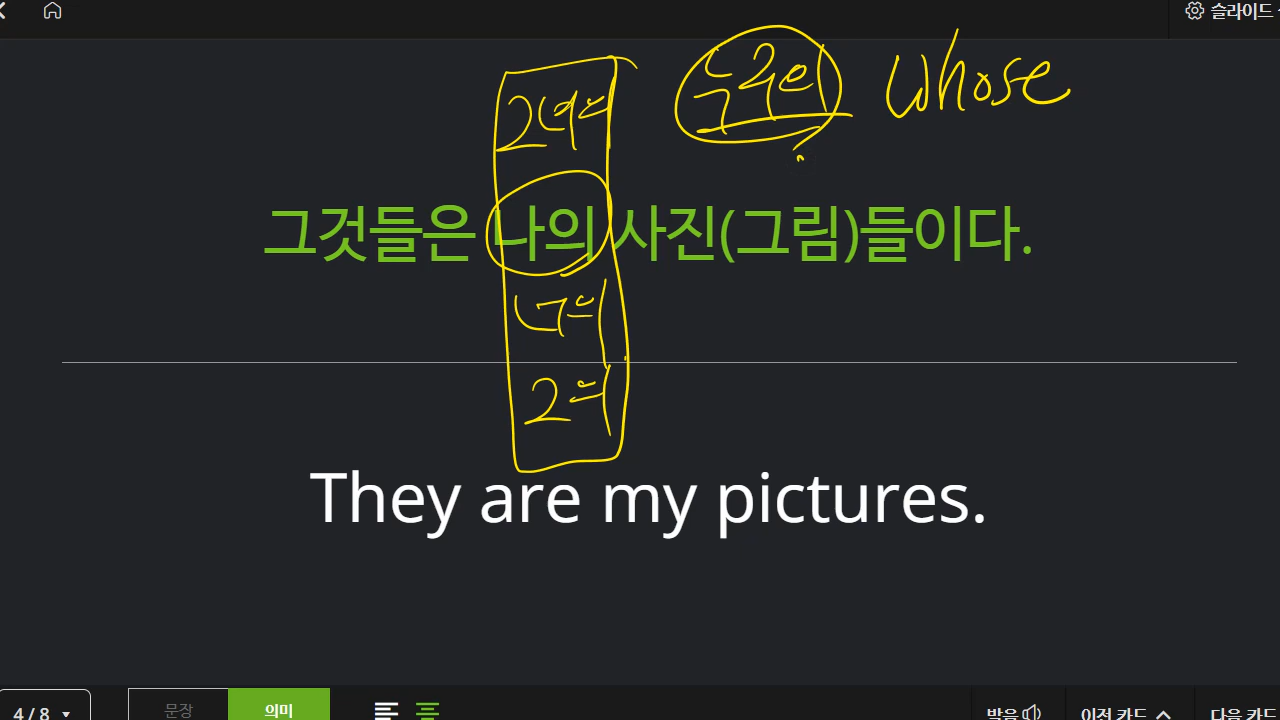 슬라이드
그녀의
누구의
whose
그것들은 나의 사진(그림)들이다.
너의
그의
They are my pictures.
4 / 8
문장
의미
발음
이전 카드
다음 카드